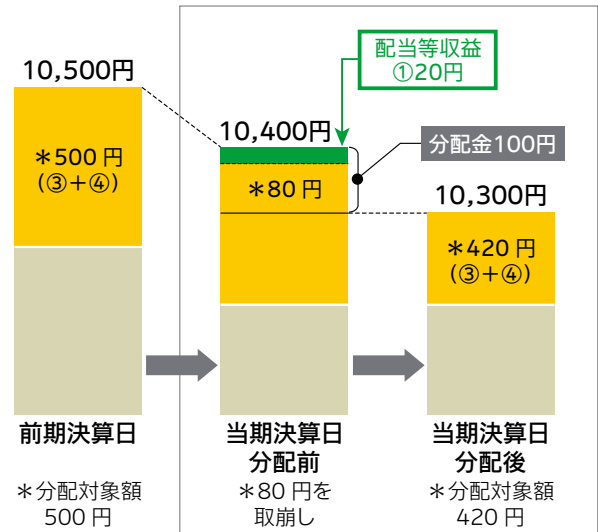 配当等収益
①20円
10,500円
10,400円
分配金100円
＊500 円
(③＋④)
＊80 円
10,300円
＊420 円
(③＋④)
前期決算日
当期決算日
分配前
当期決算日
分配後
＊分配対象額
500 円
＊80 円を
取崩し
＊分配対象額
420 円